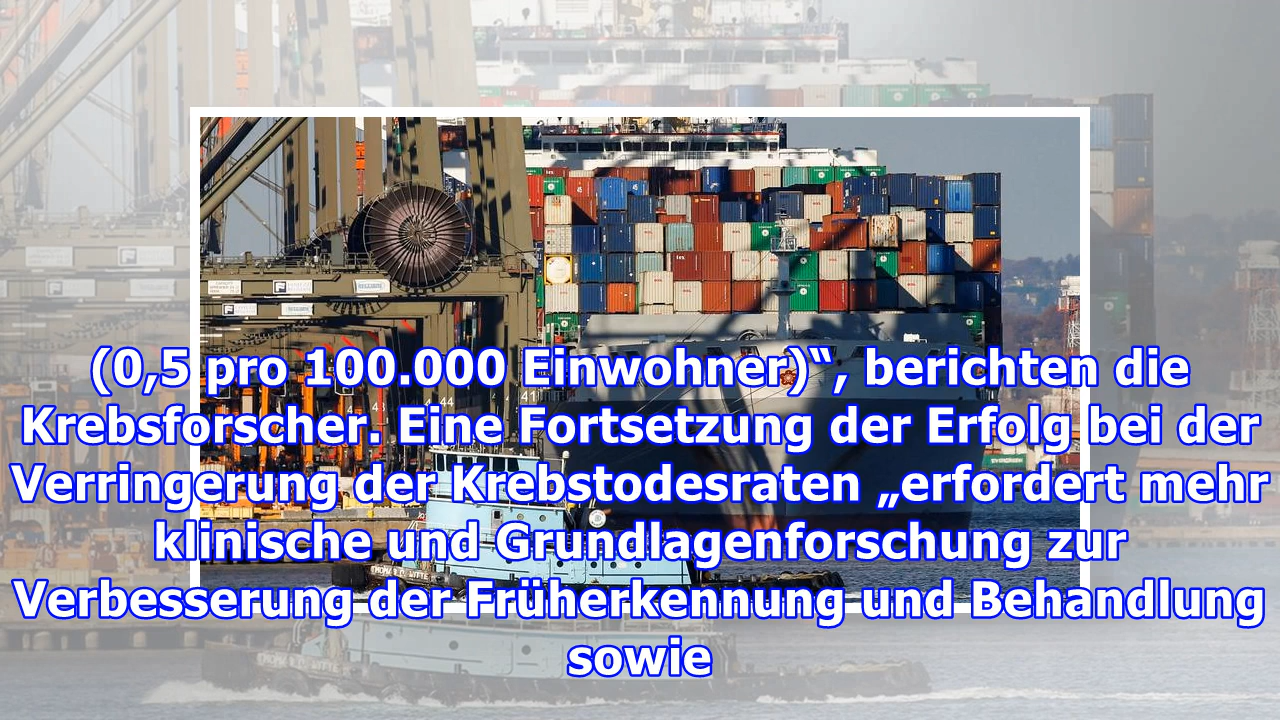 (0,5 pro 100.000 Einwohner)“, berichten die
Krebsforscher. Eine Fortsetzung der Erfolg bei der
Verringerung der Krebstodesraten „erfordert mehr
klinische und Grundlagenforschung zur
Verbesserung der Früherkennung und Behandlung
sowie